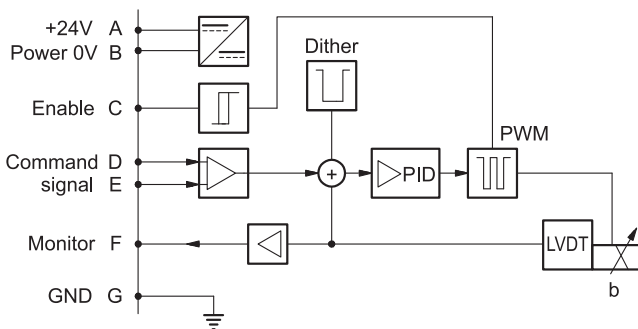 +24V A
Power 0V B
Dither
Enable C
PWM
Command D
signal E
+
PID
Monitor F
LVDT
b
GND G